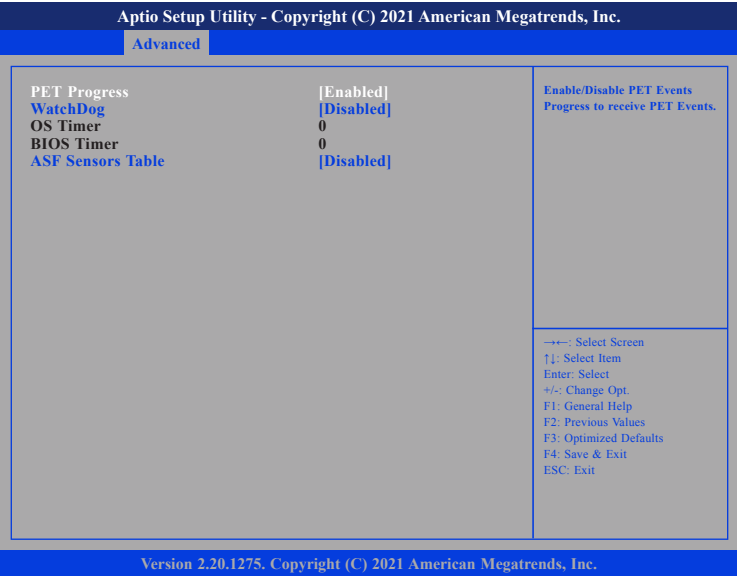 Aptio Setup Utility - Copyright (C) 2021 American Megatrends, Inc.
Advanced
PET Progress [Enabled]
WatchDog [Disabled]
OS Timer 0
BIOS Timer 0
ASF Sensors Table [Disabled]
Enable/Disable PET Events
Progress to receive PET Events.
→←: Select Screen
↑↓: Select Item
Enter: Select
+/-: Change Opt.
F1: General Help
F2: Previous Values
F3: Optimized Defaults
F4: Save & Exit
ESC: Exit
Version 2.20.1275. Copyright (C) 2021 American Megatrends, Inc.